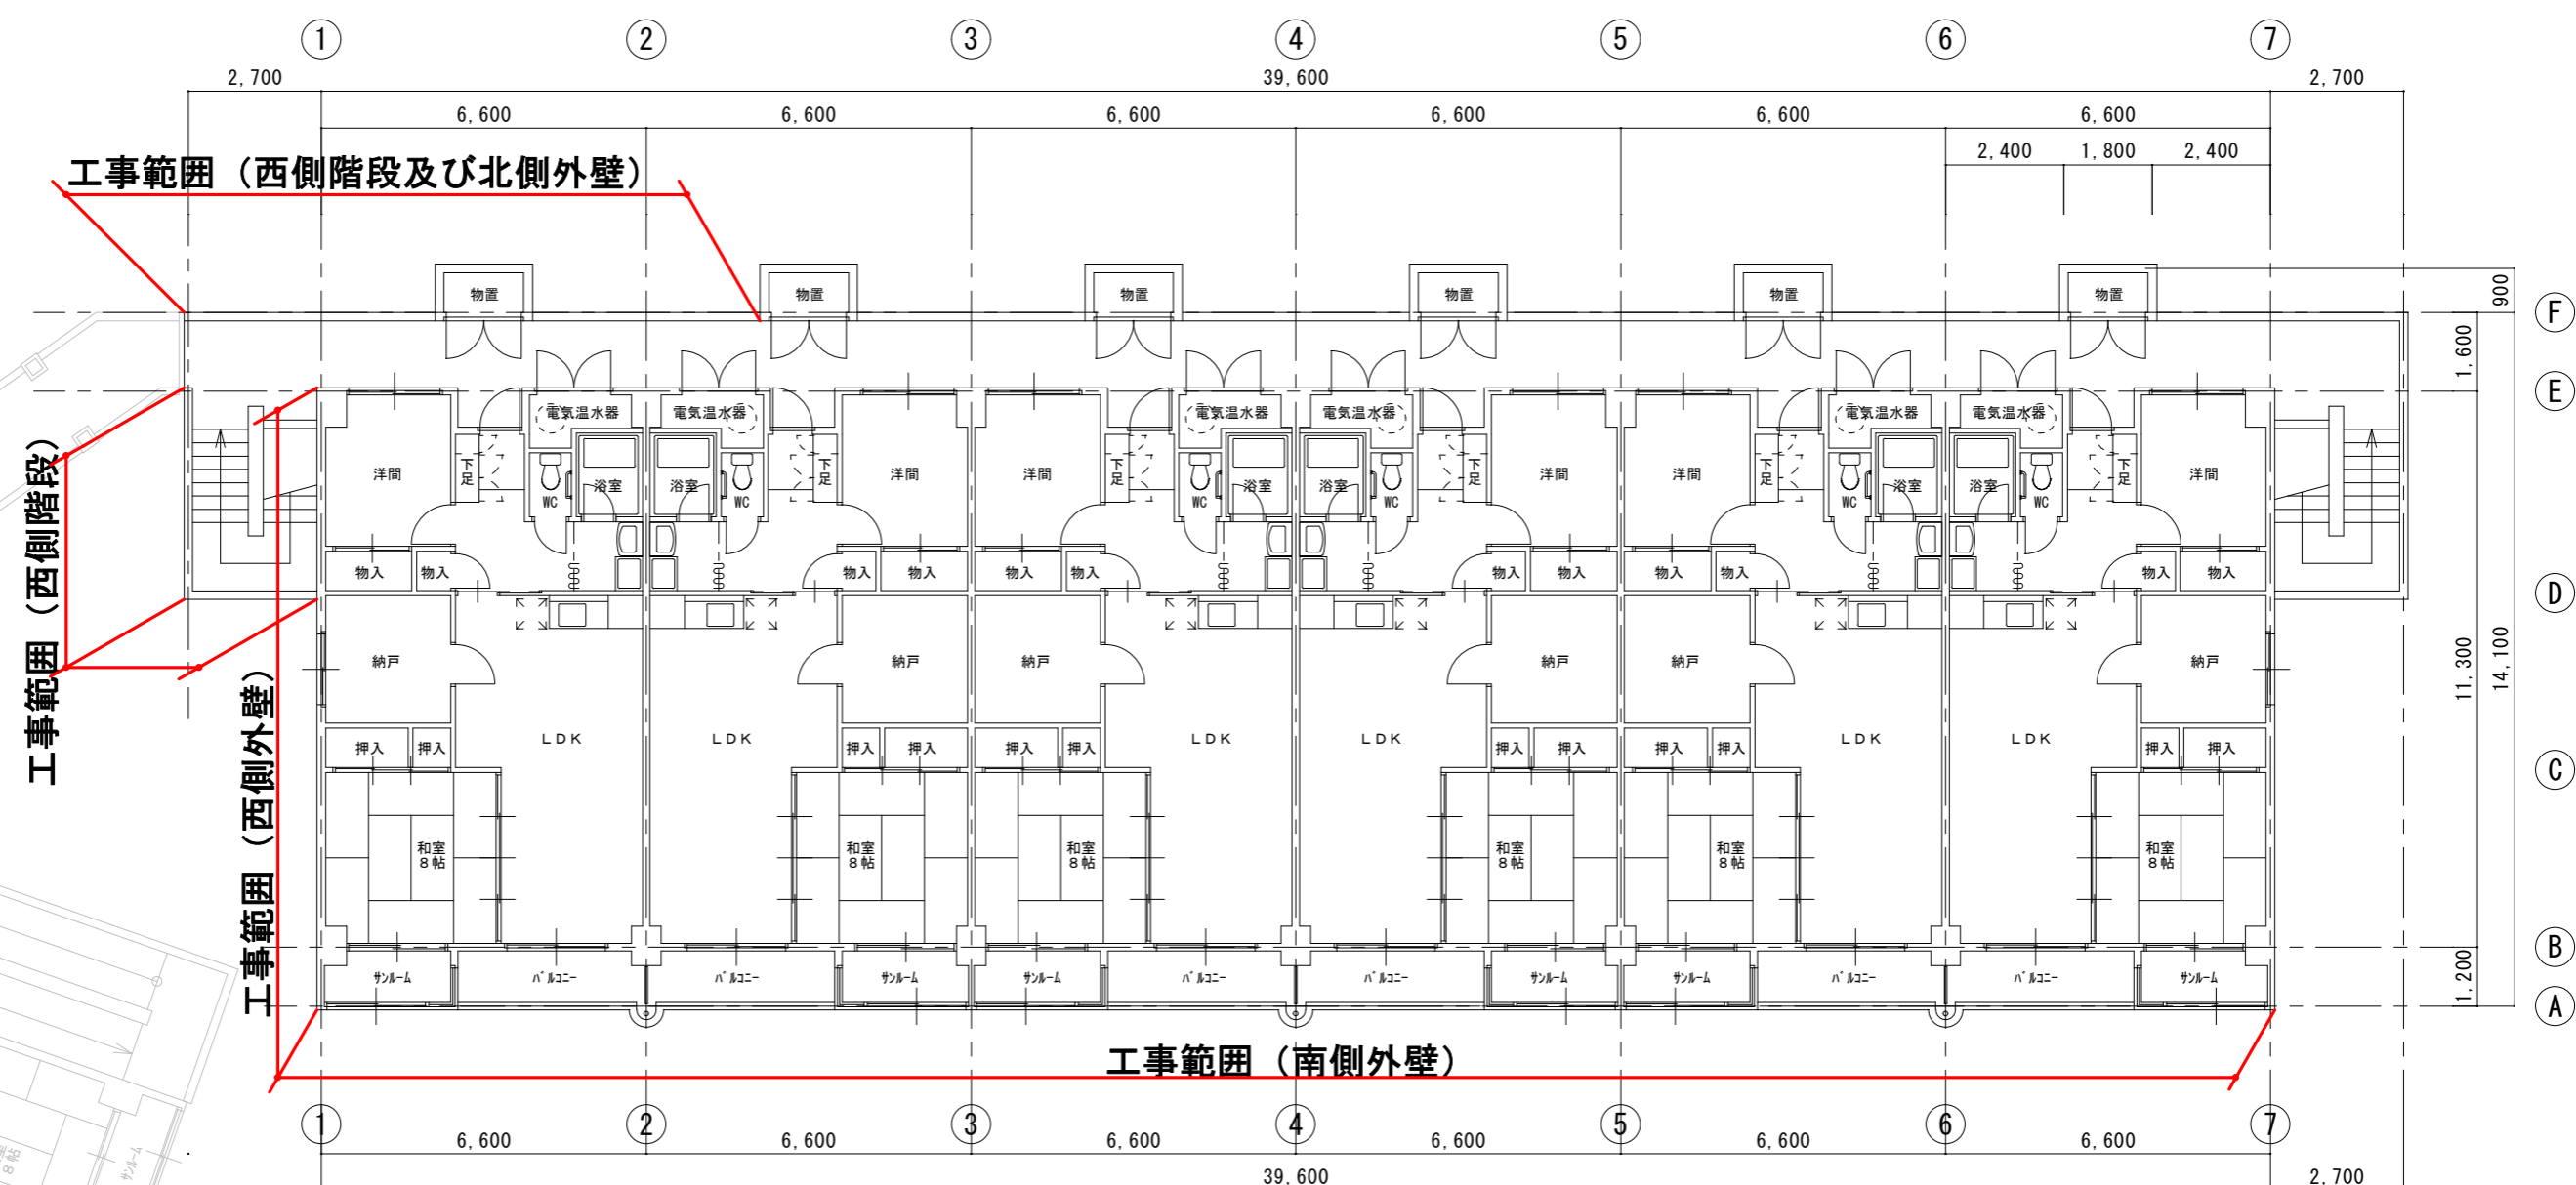 1 2 3 4 5 6 7
2,700 39,600 2,700
6,600 6,600 6,600 6,600 6,600 6,600
2,400 1,800 2,400
工事範囲（西側階段及び北側外壁）
物置 物置 物置 物置 物置 物置
900
F
1,600
E
電気温水器 電気温水器 電気温水器 電気温水器 電気温水器 電気温水器
洋間 下足 WC 浴室 浴室 WC 下足 洋間 洋間 下足 WC 浴室 浴室 WC 下足 洋間 洋間 下足 WC 浴室 浴室 WC 下足 洋間
工事範囲（西側階段）
物入 物入 物入 物入 物入 物入 物入 物入 物入 物入 物入 物入
D
納戸 納戸 納戸 納戸 納戸 納戸
11,300
14,100
工事範囲（西側外壁）
押入 押入 LDK LDK 押入 押入 押入 押入 LDK LDK 押入 押入 押入 押入 LDK LDK 押入 押入
C
和室 和室 和室 和室 和室 和室
8帖 8帖 8帖 8帖 8帖 8帖
B
サンルーム バルコニー バルコニー サンルーム サンルーム バルコニー バルコニー サンルーム サンルーム バルコニー バルコニー サンルーム
1,200
A
工事範囲（南側外壁）
1 2 3 4 5 6 7
6,600 6,600 6,600 6,600 6,600 6,600
39,600 2,700
8帖
サンルーム